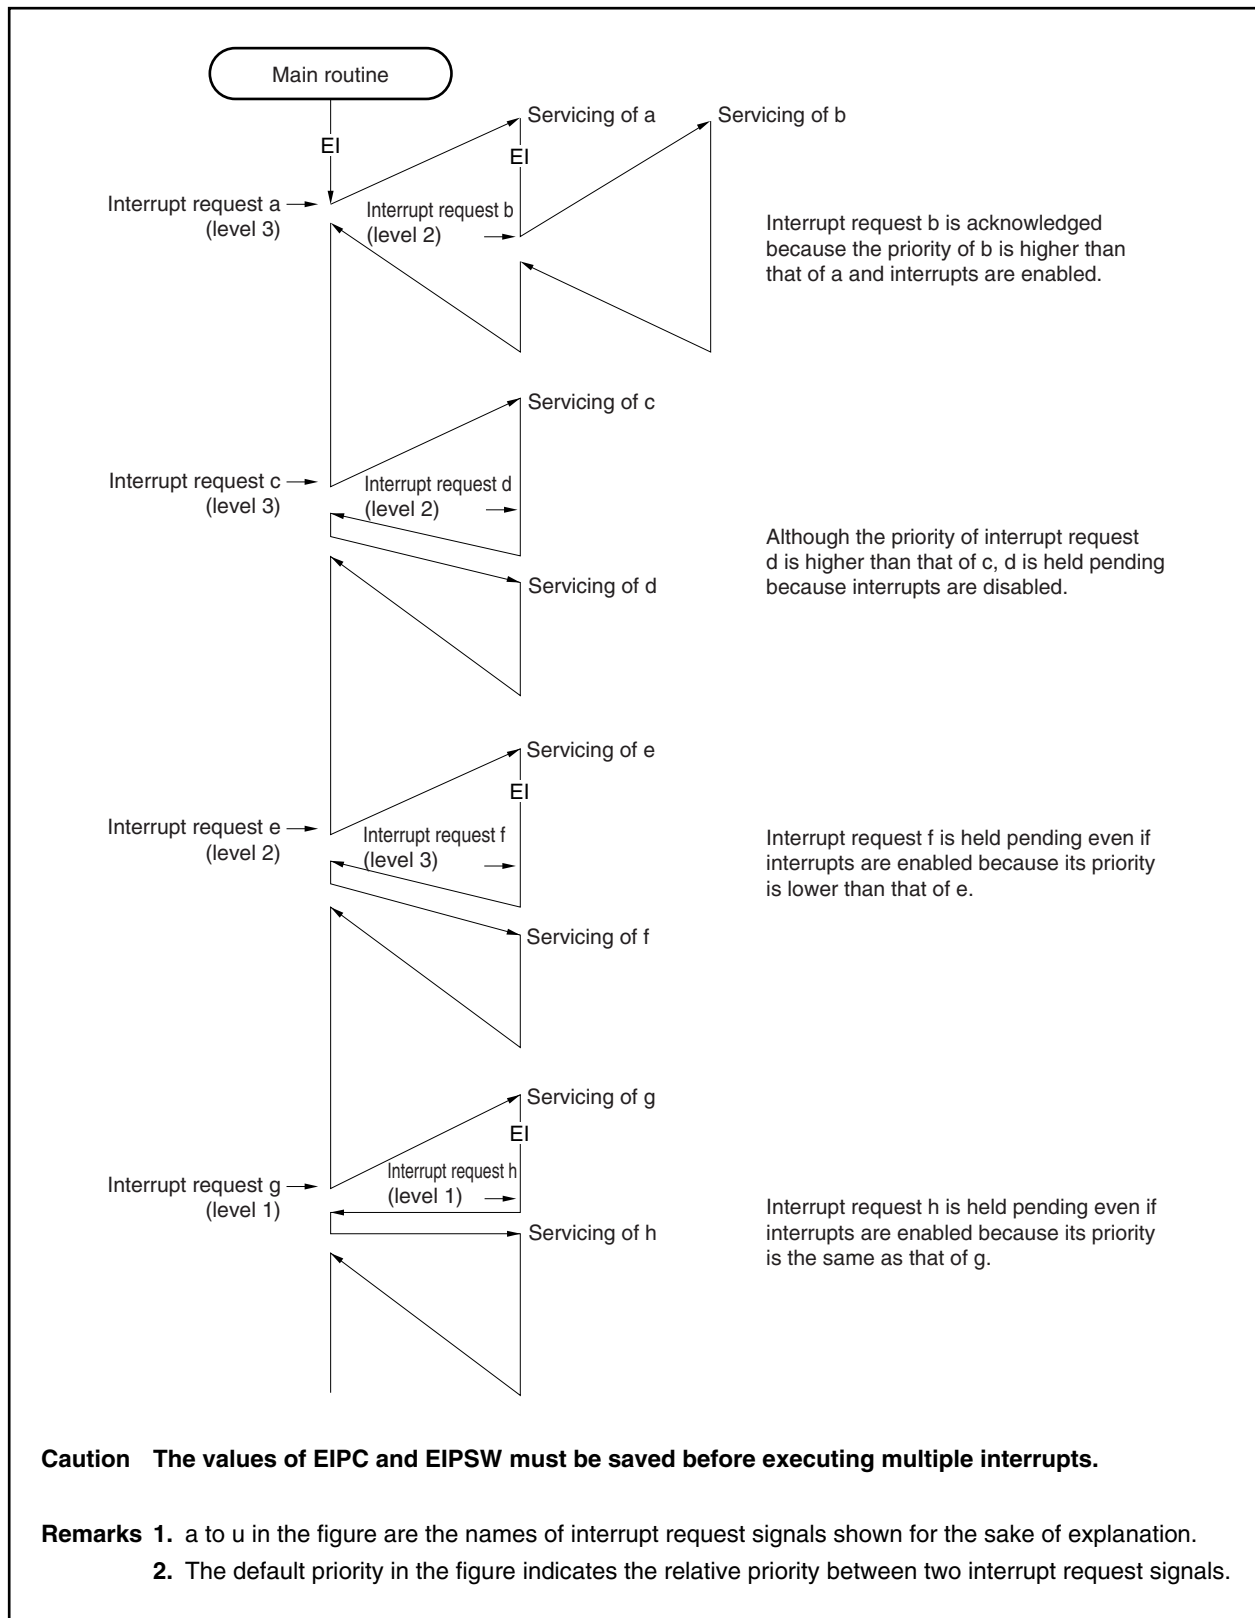 Main routine
Servicing of a
Servicing of b
EI
EI
Interrupt request a
(level 3)
Interrupt request b
(level 2)
Interrupt request b is acknowledged
because the priority of b is higher than
that of a and interrupts are enabled.
Servicing of c
Interrupt request c
(level 3)
Interrupt request d
(level 2)
Although the priority of interrupt request
d is higher than that of c, d is held pending
because interrupts are disabled.
Servicing of d
Servicing of e
EI
Interrupt request e
(level 2)
Interrupt request f
(level 3)
Interrupt request f is held pending even if
interrupts are enabled because its priority
is lower than that of e.
Servicing of f
Servicing of g
EI
Interrupt request g
(level 1)
Interrupt request h
(level 1)
Interrupt request h is held pending even if
interrupts are enabled because its priority
is the same as that of g.
Servicing of h
Caution The values of EIPC and EIPSW must be saved before executing multiple interrupts.
Remarks 1. a to u in the figure are the names of interrupt request signals shown for the sake of explanation.
2. The default priority in the figure indicates the relative priority between two interrupt request signals.